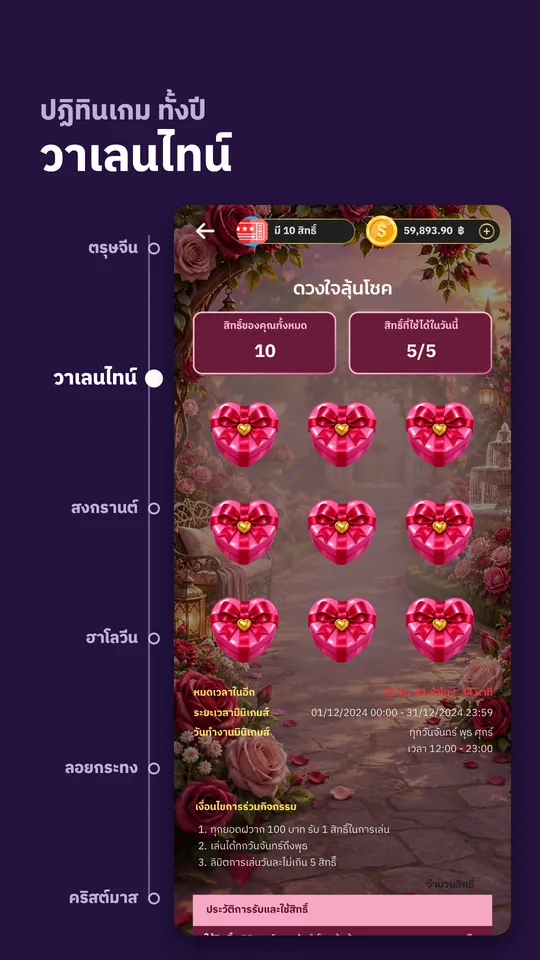 ปฏิทินเกม ทั้งปี
วาเลนไทน์
ตรุษจีน
วาเลนไทน์
สงกรานต์
ฮาโลวีน
ลอยกระทง
คริสต์มาส
มี 10 สิทธิ์
59,893.90 ฿
ดวงใจลุ้นโชค
สิทธิ์ของคุณทั้งหมด
10
สิทธิ์ที่ใช้ได้ในวันนี้
5/5
หมดเวลาในอีก
ระยะเวลามินิเกมส์ 01/12/2024 00:00 - 31/12/2024 23:59
วันทำงานมินิเกมส์ ทุกวันจันทร์ พุธ ศุกร์
เวลา 12:00 - 23:00
เงื่อนไขการร่วมกิจกรรม
1. ทุกยอดฝาก 100 บาท รับ 1 สิทธิ์ในการเล่น
2. เล่นได้ทุกวันจันทร์ถึงพุธ
3. ลิมิตการเล่นวันละไม่เกิน 5 สิทธิ์
จำนวนสิทธิ์
ประวัติการรับและใช้สิทธิ์